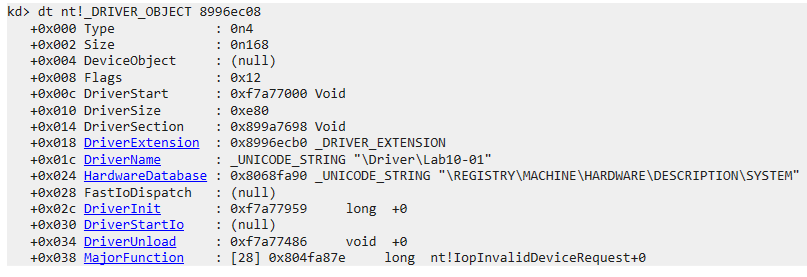 kd> dt nt!_DRIVER_OBJECT 8996ec08
+0x000 Type : 0n4
+0x002 Size : 0n168
+0x004 DeviceObject : (null)
+0x008 Flags : 0x12
+0x00c DriverStart : 0xf7a77000 Void
+0x010 DriverSize : 0xe80
+0x014 DriverSection : 0x899a7698 Void
+0x018 DriverExtension : 0x8996ecb0 _DRIVER_EXTENSION
+0x01c DriverName : _UNICODE_STRING "\Driver\Lab10-01"
+0x024 HardwareDatabase : 0x8068fa90 _UNICODE_STRING "\REGISTRY\MACHINE\HARDWARE\DESCRIPTION\SYSTEM"
+0x028 FastIoDispatch : (null)
+0x02c DriverInit : 0xf7a77959 long +0
+0x030 DriverStartIo : (null)
+0x034 DriverUnload : 0xf7a77486 void +0
+0x038 MajorFunction : [28] 0x804fa87e long nt!IopInvalidDeviceRequest+0